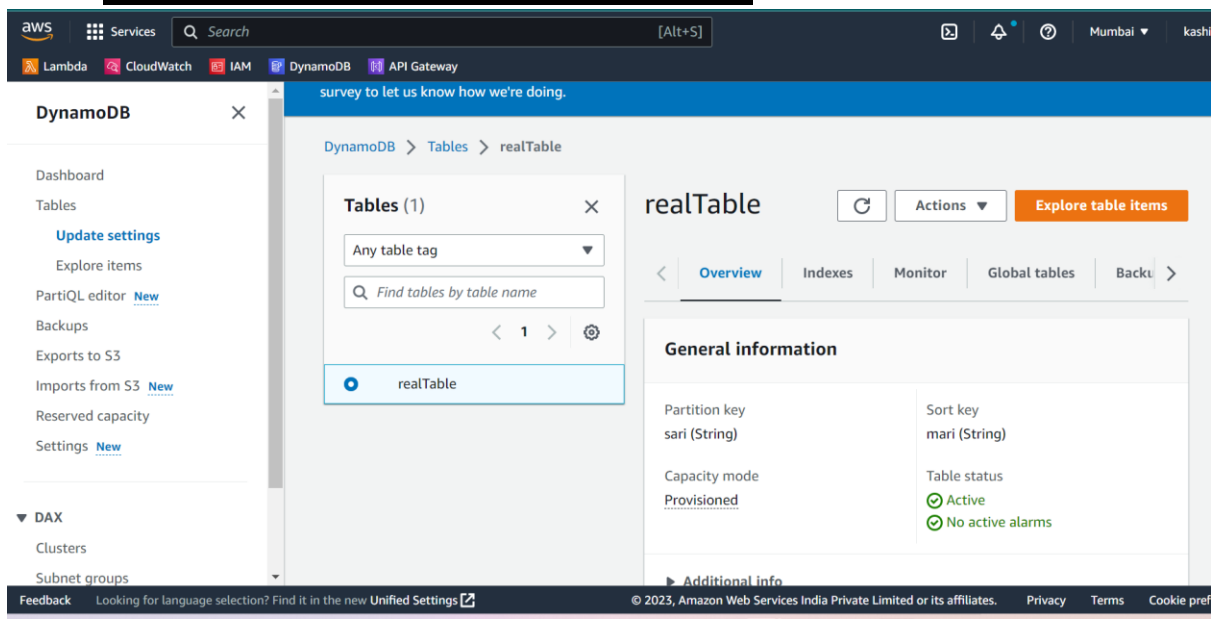 aws Services Search [Alt+S] Mumbai kashi
Lambda CloudWatch IAM DynamoDB API Gateway
survey to let us know how we're doing.
DynamoDB
Dashboard
Tables
Update settings
Explore items
PartiQL editor New
Backups
Exports to S3
Imports from S3 New
Reserved capacity
Settings New
DAX
Clusters
Subnet groups
DynamoDB > Tables > realTable
Tables (1)
Any table tag
Find tables by table name
< 1 >
realTable
realTable Actions Explore table items
Overview Indexes Monitor Global tables Backu
General information
Partition key
sari (String)
Sort key
mari (String)
Capacity mode
Provisioned
Table status
Active
No active alarms
Additional info
Feedback Looking for language selection? Find it in the new Unified Settings © 2023, Amazon Web Services India Private Limited or its affiliates. Privacy Terms Cookie pref